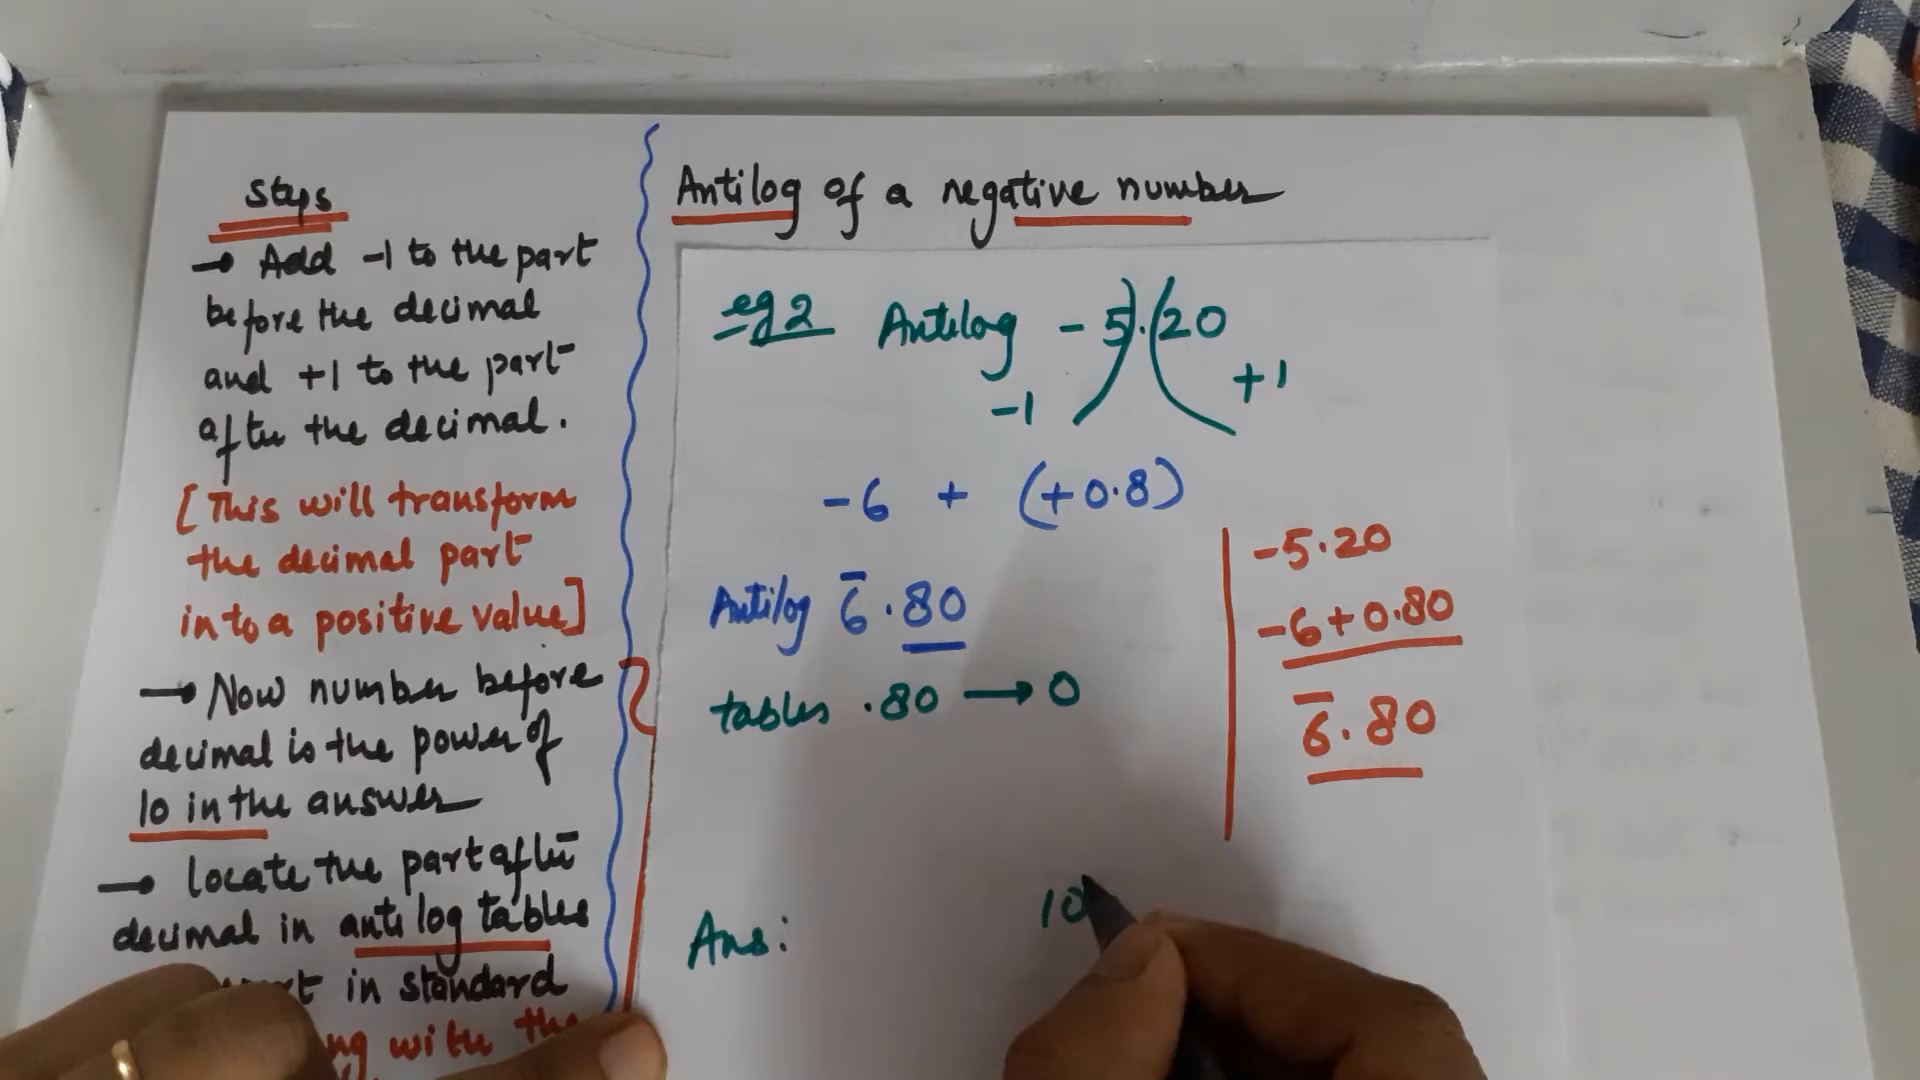 Steps
→ Add -1 to the part
before the decimal
and +1 to the part
after the decimal.
[This will transform
the decimal part
into a positive value]
→ Now number before
decimal is the power of
10 in the answer
→ Locate the part after
decimal in antilog tables
in standard
with the
Antilog of a negative number
eg 2 Antilog -5).(20
-1 +1
-6 + (+0.8)
Antilog 6̅.80
tables .80 → 0
Ans: 10
-5.20
-6+0.80
6̅.80